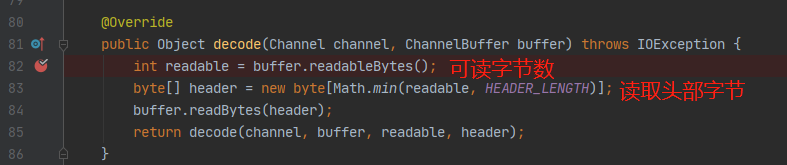 80 @Override
81 public Object decode(Channel channel, ChannelBuffer buffer) throws IOException {
82 int readable = buffer.readableBytes(); 可读字节数
83 byte[] header = new byte[Math.min(readable, HEADER_LENGTH)]; 读取头部字节
84 buffer.readBytes(header);
85 return decode(channel, buffer, readable, header);
86 }